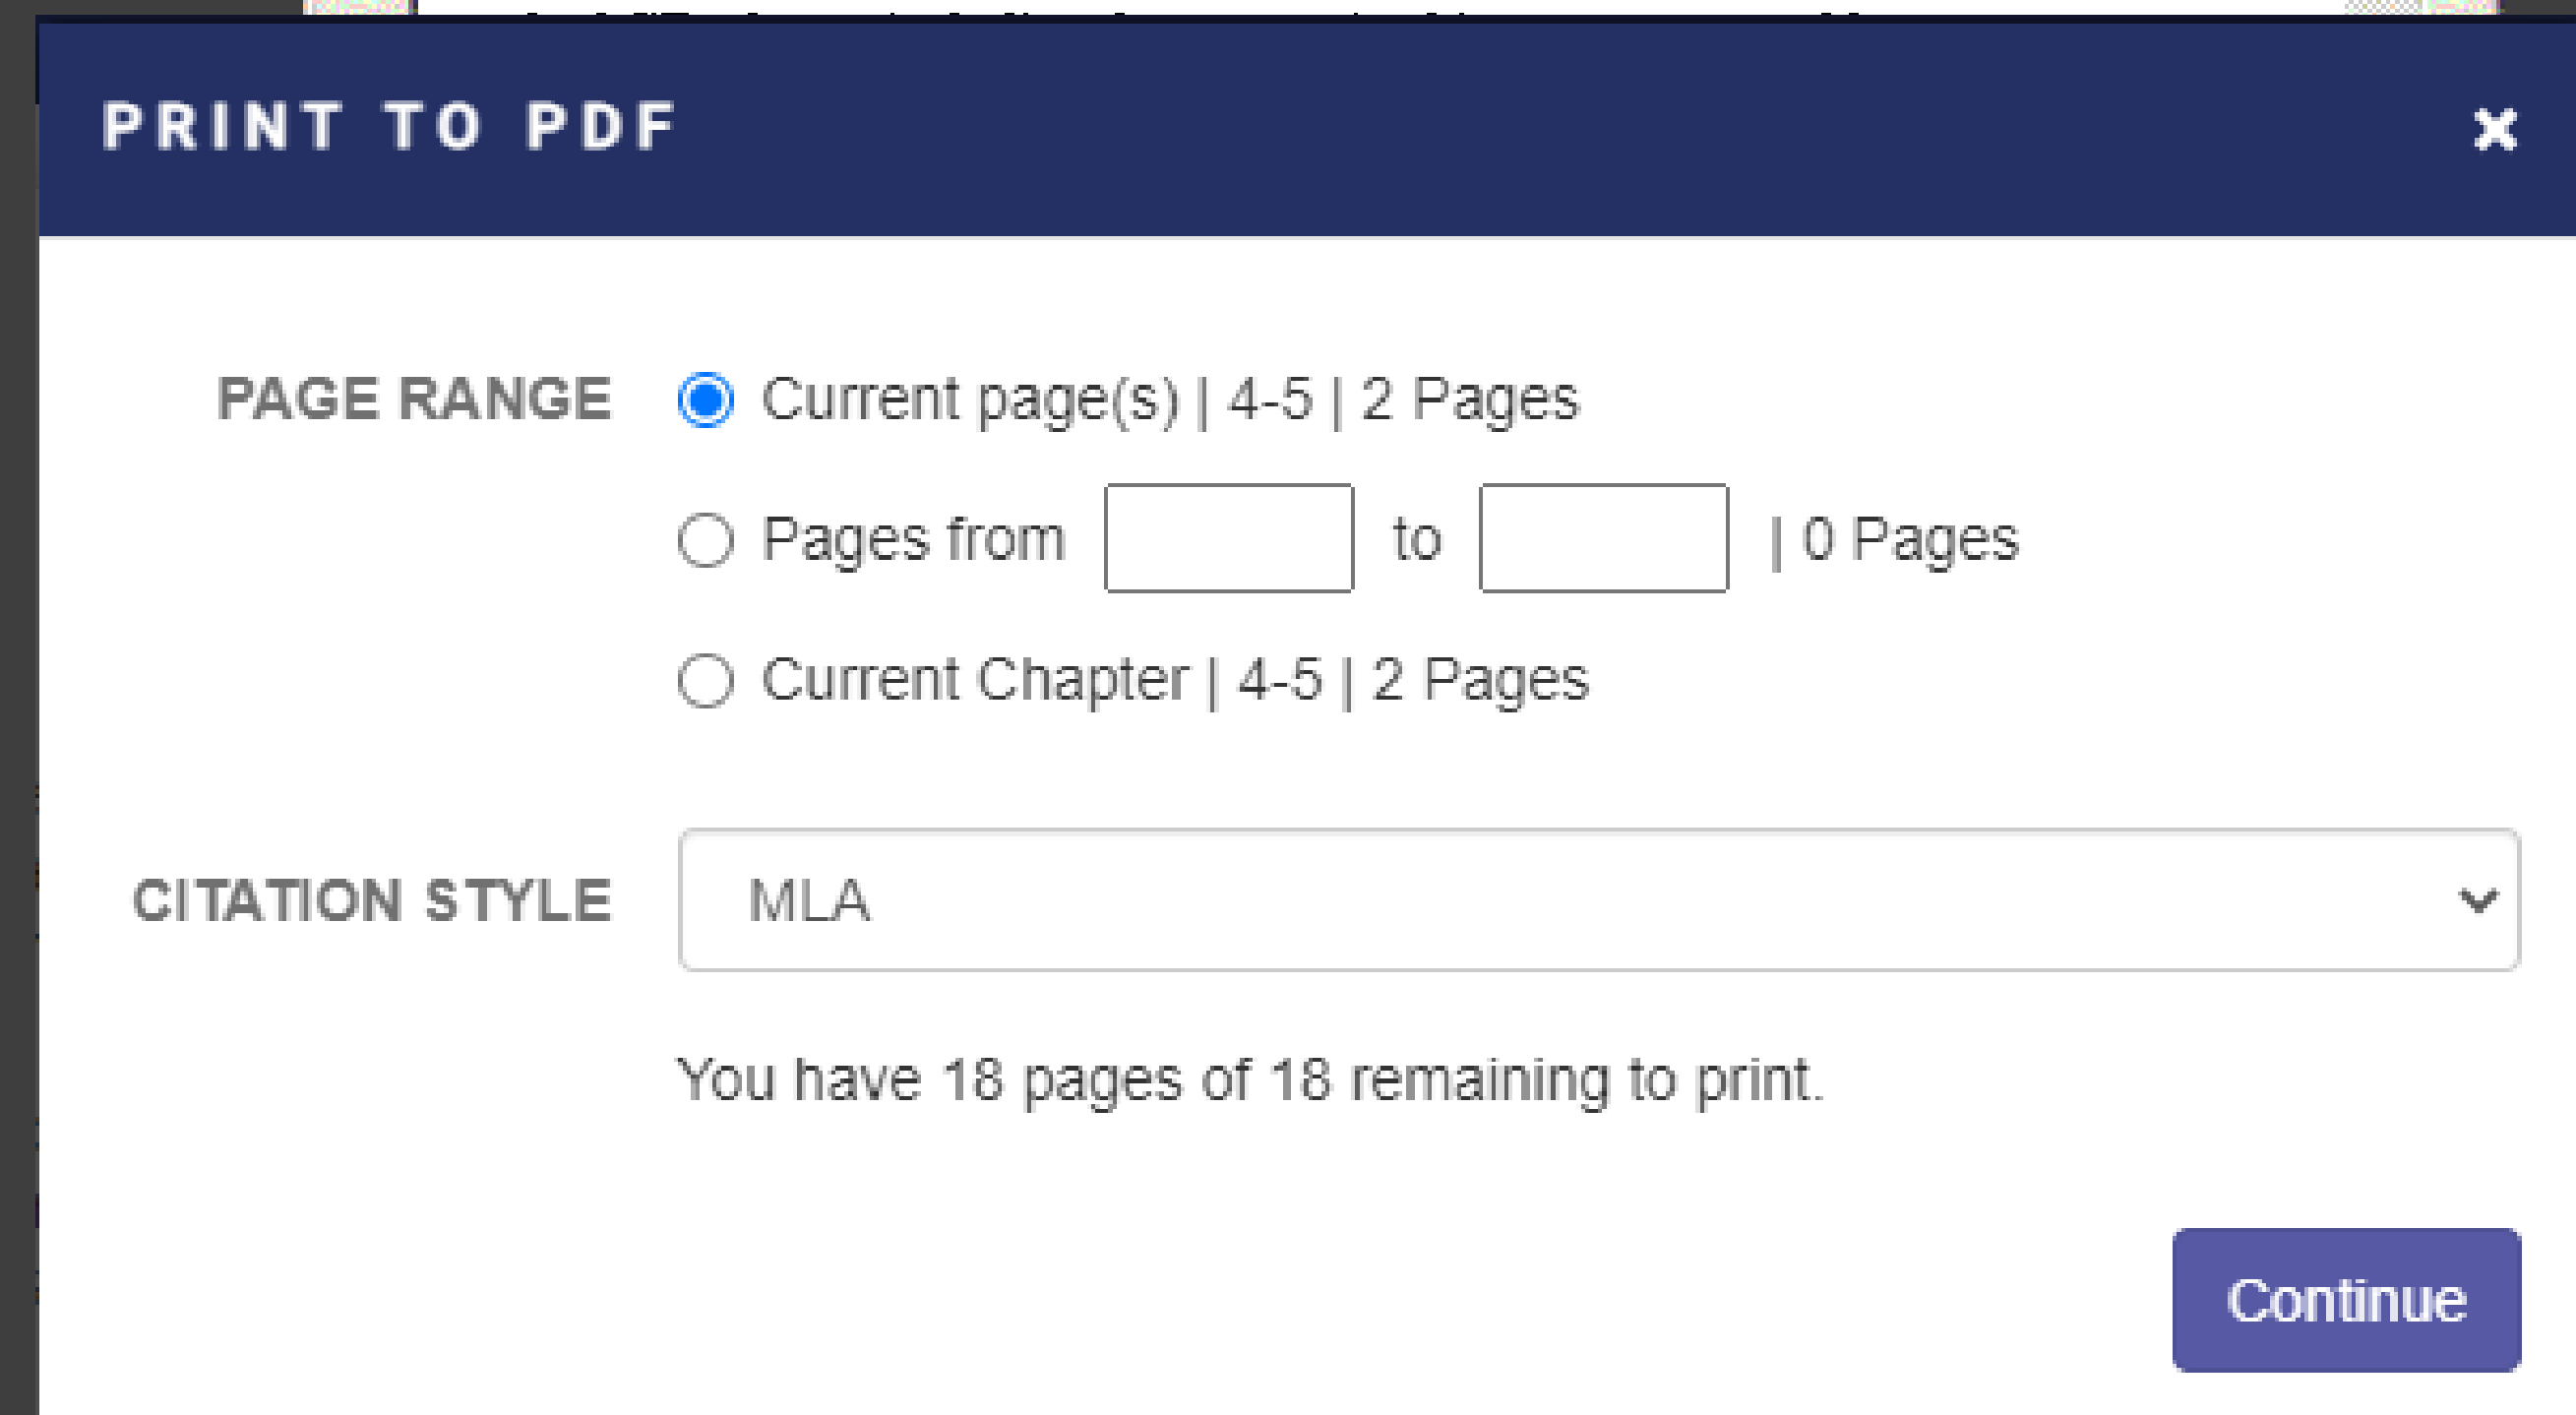 PRINT TO PDF
PAGE RANGE Current page(s) | 4-5 | 2 Pages
Pages from to | 0 Pages
Current Chapter | 4-5 | 2 Pages
CITATION STYLE MLA
You have 18 pages of 18 remaining to print.
Continue